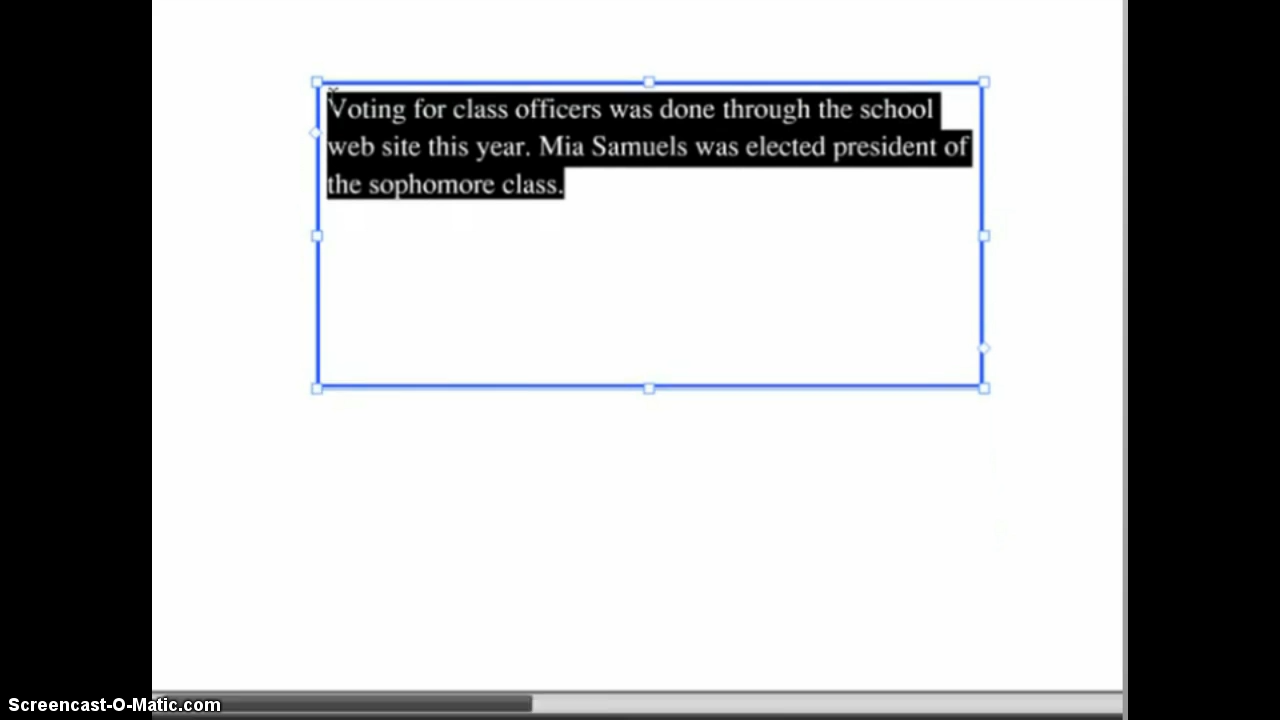 Voting for class officers was done through the school
web site this year. Mia Samuels was elected president of
the sophomore class.
Screencast-O-Matic.com